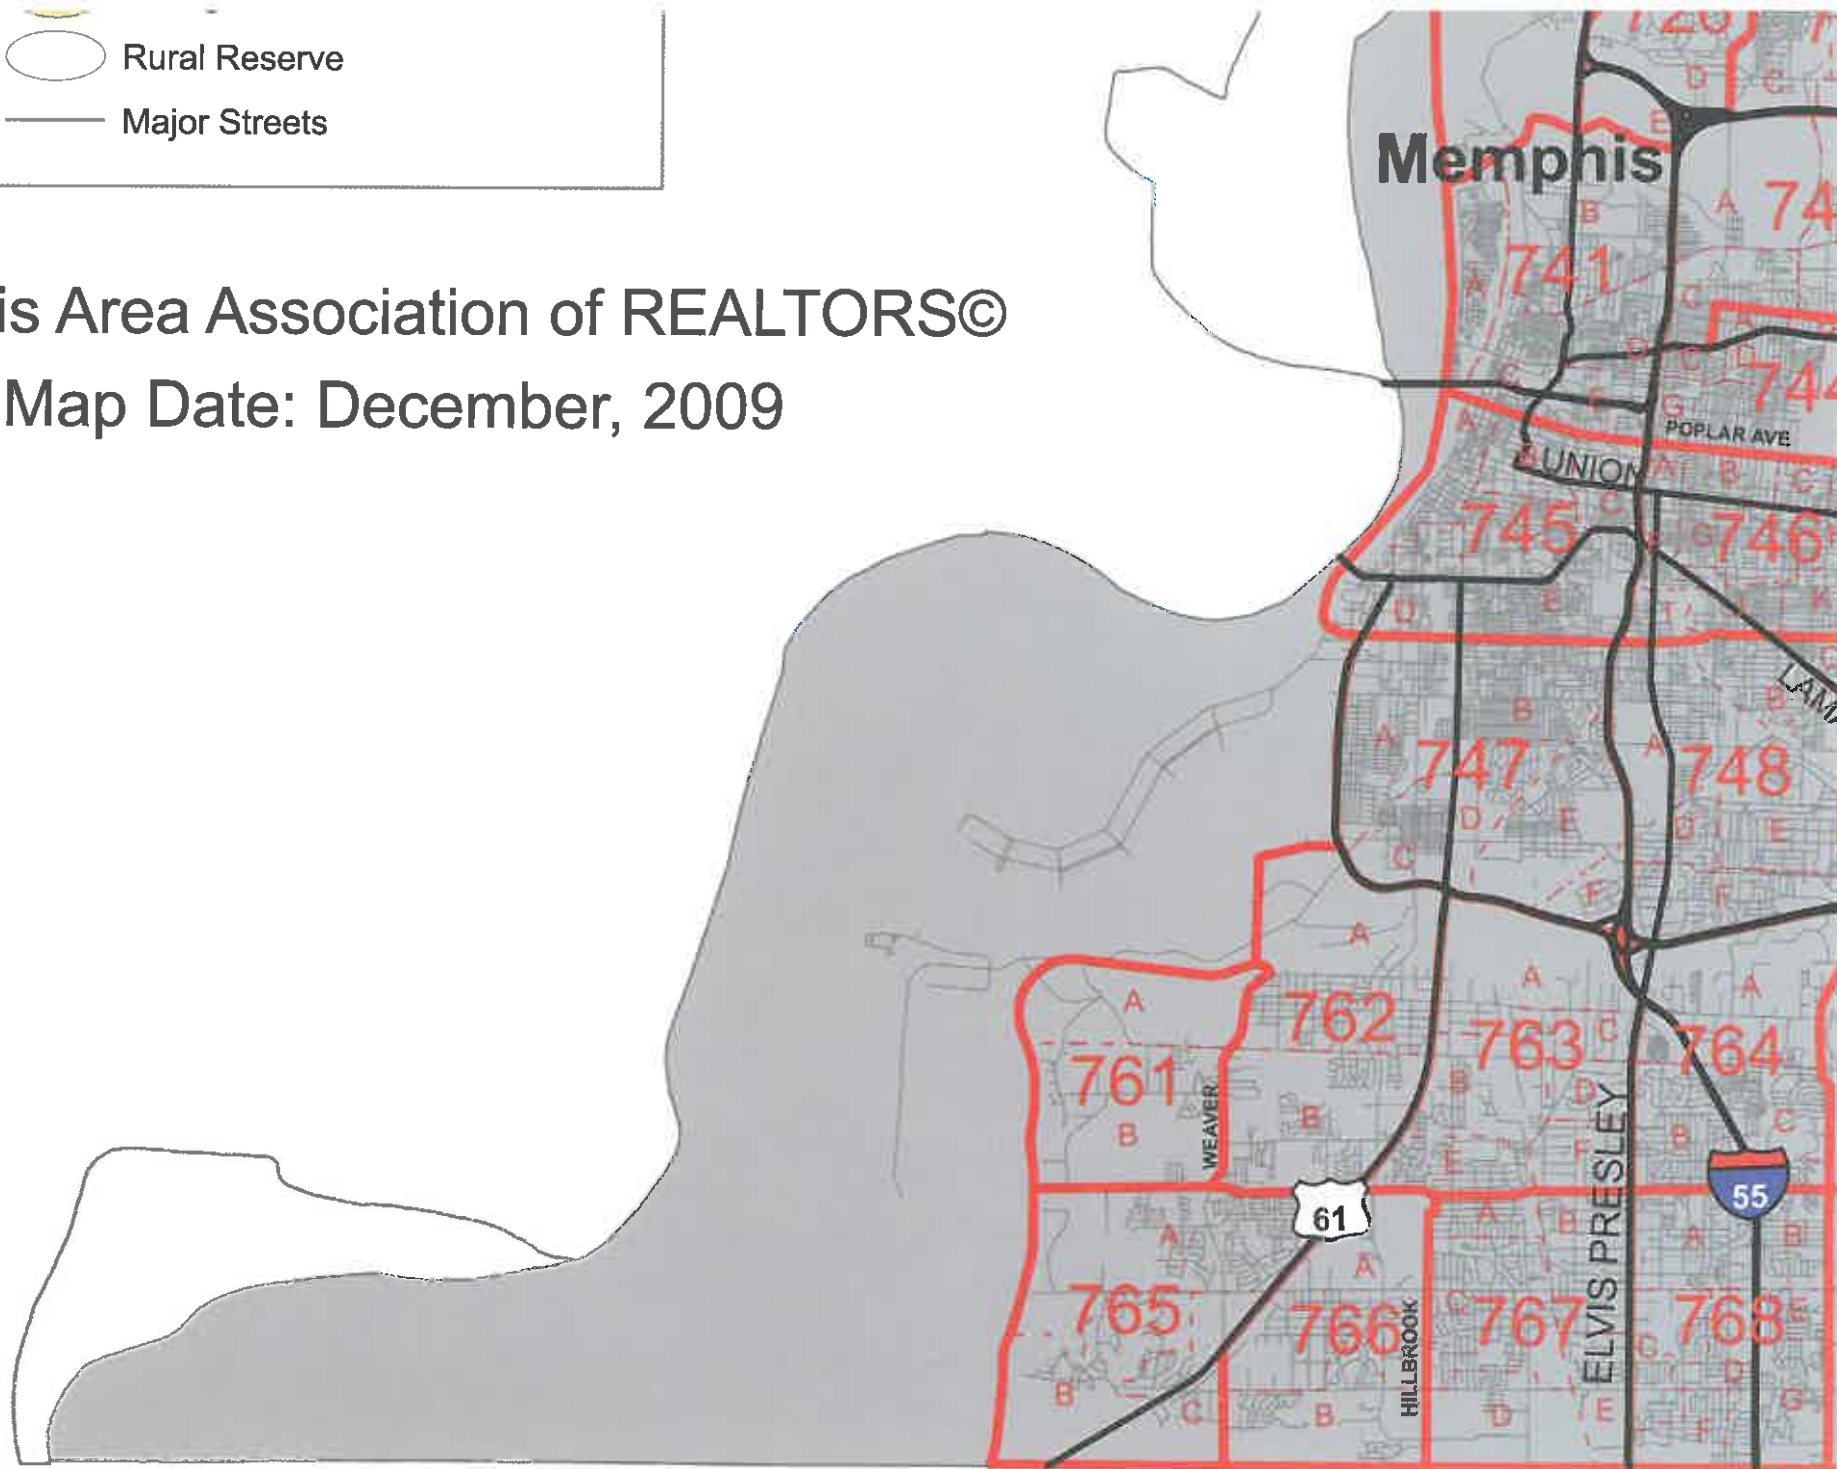 Rural Reserve
Major Streets
is Area Association of REALTORS©
Map Date: December, 2009
D C
E
Memphis
B A
741
A
C
D C D
744
C
G
POPLAR AVE
A
UNION A B C
C
745 G 746
D E K
B B
A A
747 748
D E D E
C
F F
A
A A A
762
763 C 764
761
B D
B B B C
WEAVER
E F
61 55
A A A B A B
765 766 C 767 768 E
G
D
B C B D E F G
HILLBROOK
ELVIS PRESLEY